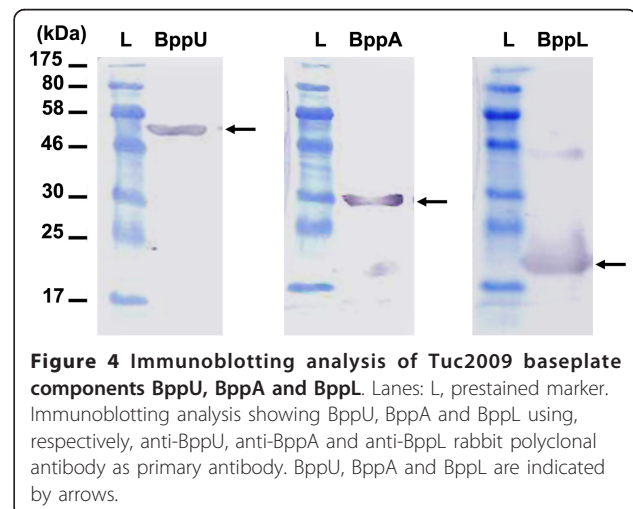 (kDa)
L BppU
L BppA
L BppL
175
80
58
46
30
25
17
Figure 4 Immunoblotting analysis of Tuc2009 baseplate
components BppU, BppA and BppL. Lanes: L, prestained marker.
Immunoblotting analysis showing BppU, BppA and BppL using,
respectively, anti-BppU, anti-BppA and anti-BppL rabbit polyclonal
antibody as primary antibody. BppU, BppA and BppL are indicated
by arrows.